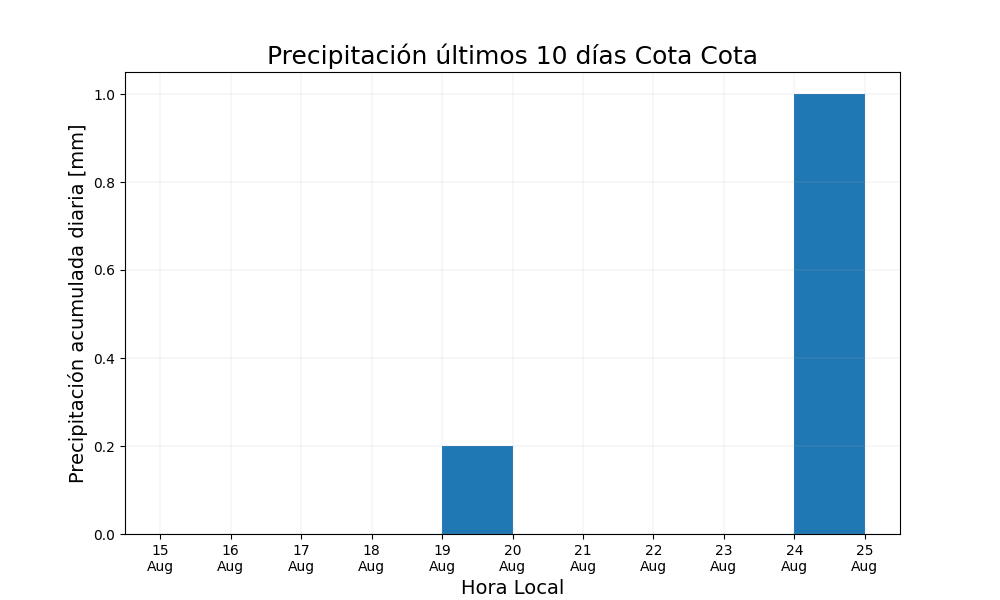 Precipitación últimos 10 días Cota Cota
Precipitación acumulada diaria [mm]
1.0
0.8
0.6
0.4
0.2
0.0
15 16 17 18 19 20 21 22 23 24 25
Aug Aug Aug Aug Aug Aug Aug Aug Aug Aug Aug
Hora Local